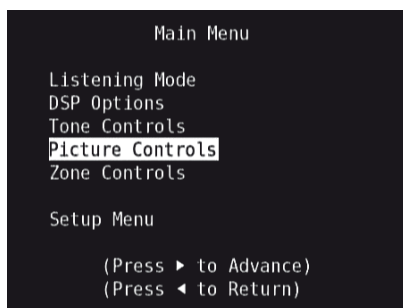 Main Menu
Listening Mode
DSP Options
Tone Controls
Picture Controls
Zone Controls
Setup Menu
(Press ▶ to Advance)
(Press ◀ to Return)